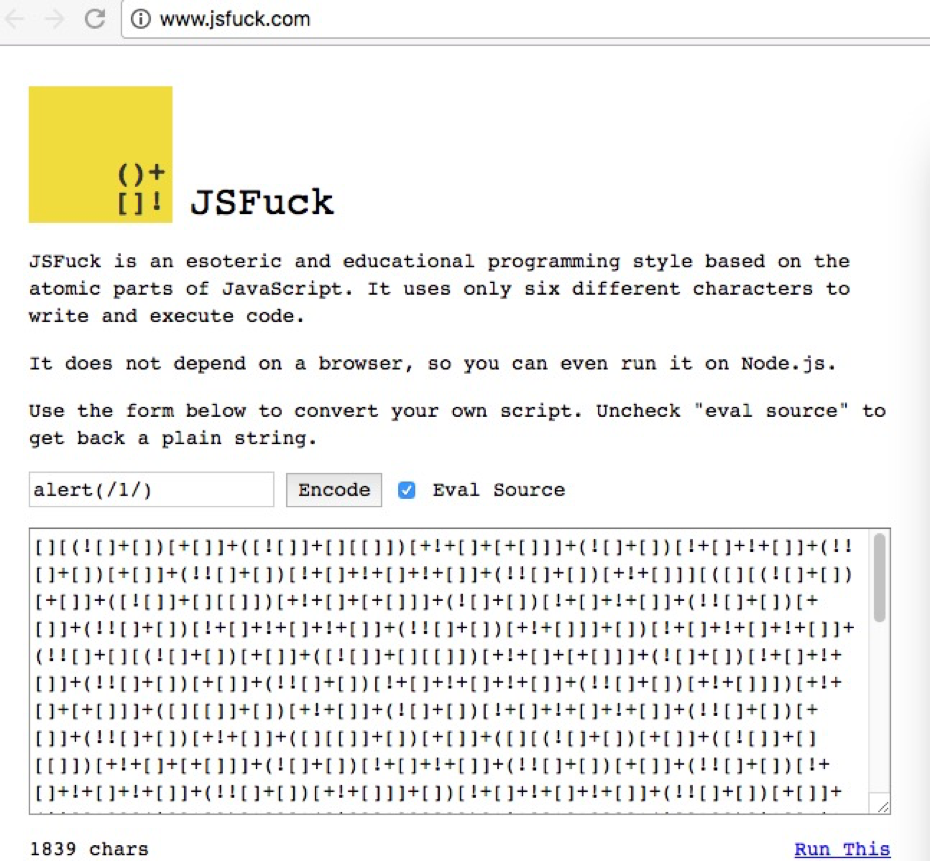 www.jsfuck.com
()+
[]!
JSFuck
JSFuck is an esoteric and educational programming style based on the
atomic parts of JavaScript. It uses only six different characters to
write and execute code.
It does not depend on a browser, so you can even run it on Node.js.
Use the form below to convert your own script. Uncheck "eval source" to
get back a plain string.
alert(/1/) Encode Eval Source
[][(![]+[])[+[]]+([![]]+[][[]])[+!+[]+[+[]]]+(![]+[])[!+[]+!+[]]+(!!
[]+[])[+[]]+(!![]+[])[!+[]+!+[]+!+[]]+(!![]+[])[+!+[]]][([][(![]+[])
[+[]]+([![]]+[][[]])[+!+[]+[+[]]]+(![]+[])[!+[]+!+[]]+(!![]+[])[+
[]]+(!![]+[])[!+[]+!+[]+!+[]]+(!![]+[])[+!+[]]]+[])[!+[]+!+[]+!+[]]+
(!![]+[][(![]+[])[+[]]+([![]]+[][[]])[+!+[]+[+[]]]+(![]+[])[!+[]+!+
[]]+(!![]+[])[+[]]+(!![]+[])[!+[]+!+[]+!+[]]+(!![]+[])[+!+[]]])[+!+
[]+[+[]]]+([][[]]+[])[+!+[]]+(![]+[])[!+[]+!+[]+!+[]]+(!![]+[])[+
[]]+(!![]+[])[+!+[]]+([][[]]+[])[+[]]+([][(![]+[])[+[]]+([![]]+[]
[[]])[+!+[]+[+[]]]+(![]+[])[!+[]+!+[]]+(!![]+[])[+[]]+(!![]+[])[!+
[]+!+[]+!+[]]+(!![]+[])[+!+[]]]+[])[!+[]+!+[]+!+[]]+(!![]+[])[+[]]+
1839 chars Run This